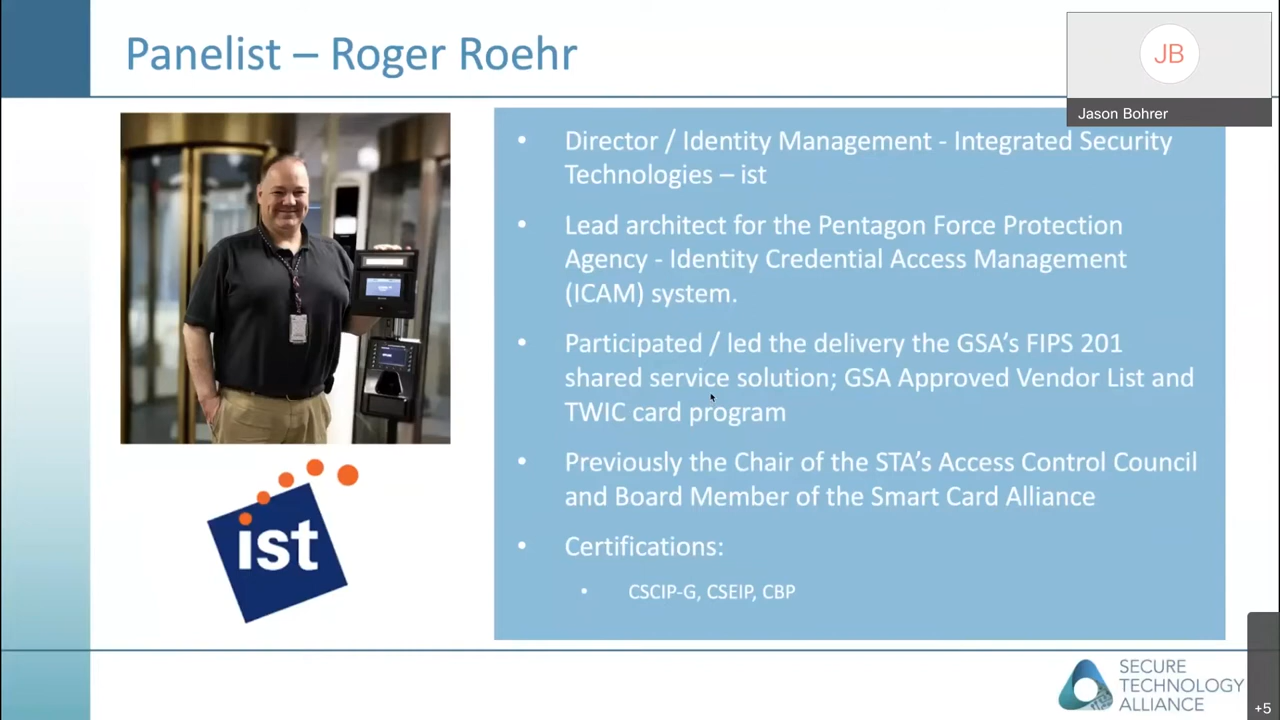 Panelist – Roger Roehr
JB
Jason Bohrer
• Director / Identity Management - Integrated Security
Technologies – ist
• Lead architect for the Pentagon Force Protection
Agency - Identity Credential Access Management
(ICAM) system.
• Participated / led the delivery the GSA's FIPS 201
shared service solution; GSA Approved Vendor List and
TWIC card program
• Previously the Chair of the STA's Access Control Council
and Board Member of the Smart Card Alliance
• Certifications:
• CSCIP-G, CSEIP, CBP
ist
SECURE
TECHNOLOGY
ALLIANCE
+5